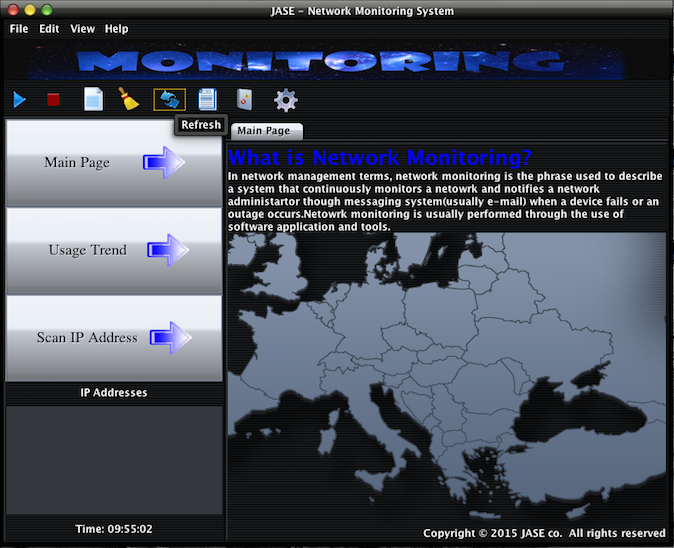 JASE - Network Monitoring System
File Edit View Help
MONITORING
Refresh
Main Page
Usage Trend
Scan IP Address
IP Addresses
Time: 09:55:02
Main Page
What is Network Monitoring?
In network management terms, network monitoring is the phrase used to describe
a system that continuously monitors a netowrk and notifies a network
administartor though messaging system(usually e-mail) when a device fails or an
outage occurs.Netowrk monitoring is usually performed through the use of
software application and tools.
Copyright © 2015 JASE co. All rights reserved